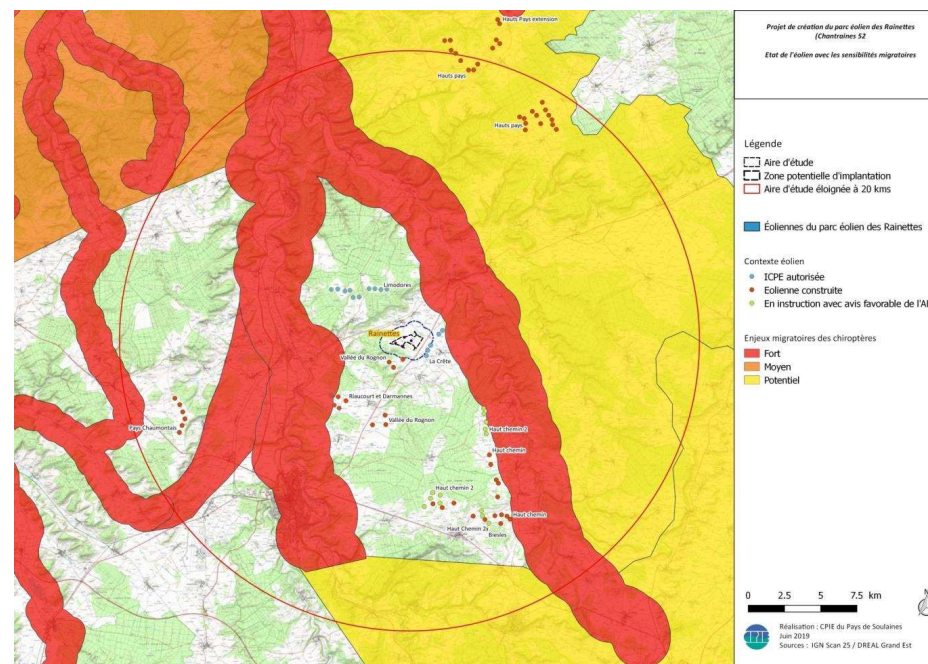 Projet de création du parc éolien des Rainettes
(Chantraines 52
Etat de l'éolien avec les sensibilités migratoires
Légende
Aire d'étude
Zone potentielle d'implantation
Aire d'étude éloignée à 20 kms
Éoliennes du parc éolien des Rainettes
Contexte éolien
ICPE autorisée
Eolienne construite
En instruction avec avis favorable de l'A
Enjeux migratoires des chiroptères
Fort
Moyen
Potentiel
0 2.5 5 7.5 km
N
CPIE
Réalisation : CPIE du Pays de Soulaines
Juin 2019
Sources : IGN Scan 25 / DREAL Grand Est
Hauts Pays extension
Hauts pays
Hauts pays
Limodores
Rainettes
Vallée du Rognon
La Crête
Riaucourt et Darmannes
Pays Chaumontais
Vallée du Rognon
Haut chemin 2
Haut chemin
Haut chemin 2
Haut chemin
Haut Chemin 2s
Biesles